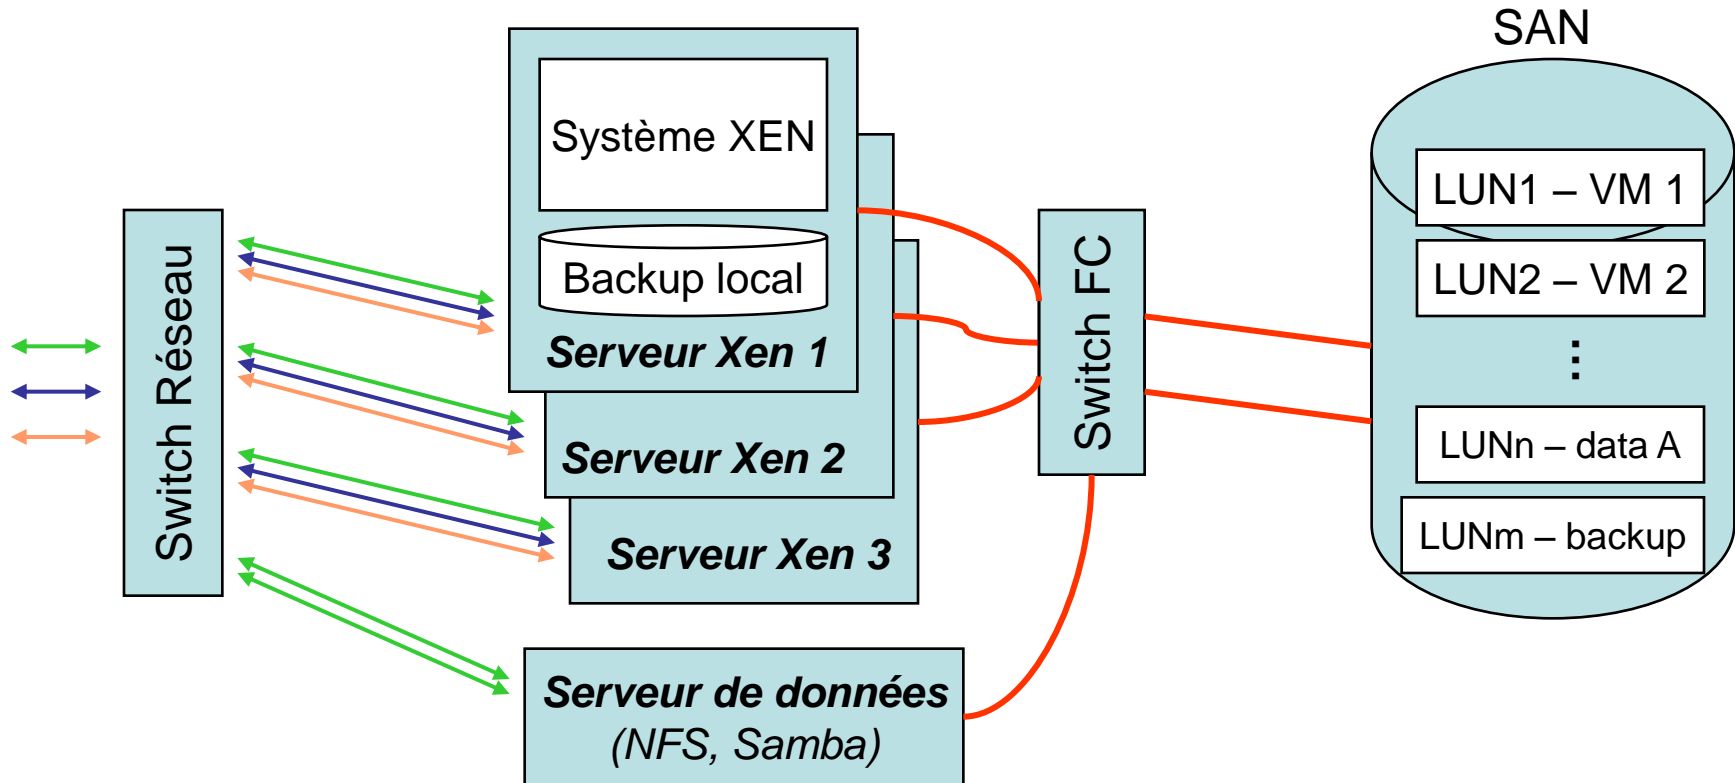 SAN
Système XEN
Backup local
Serveur Xen 1
Serveur Xen 2
Serveur Xen 3
Switch Réseau
Switch FC
LUN1 – VM 1
LUN2 – VM 2
...
LUNn – data A
LUNm – backup
Serveur de données
(NFS, Samba)